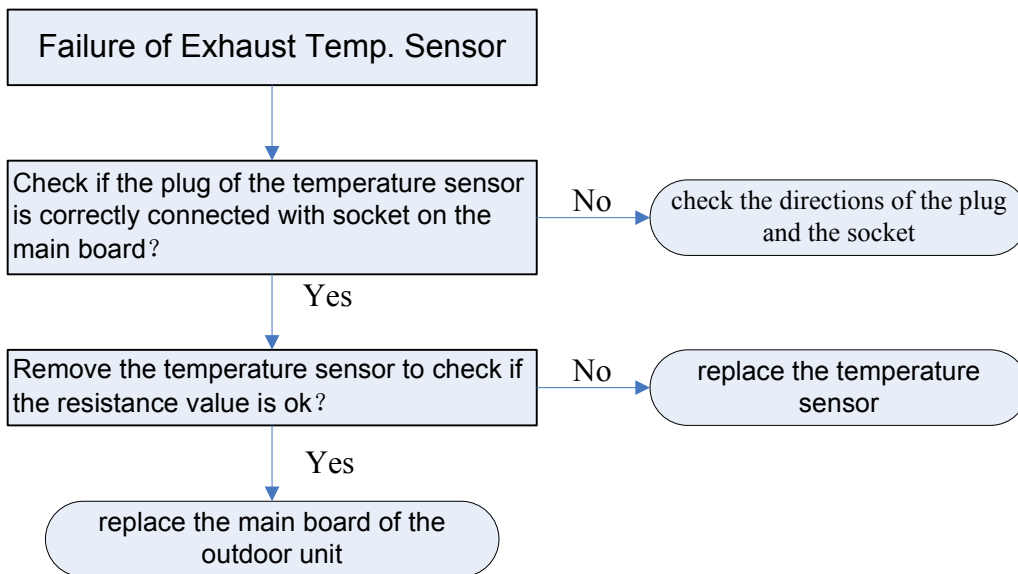 Failure of Exhaust Temp. Sensor
Check if the plug of the temperature sensor
is correctly connected with socket on the
main board？
No
check the directions of the plug
and the socket
Yes
Remove the temperature sensor to check if
the resistance value is ok？
No
replace the temperature
sensor
Yes
replace the main board of the
outdoor unit